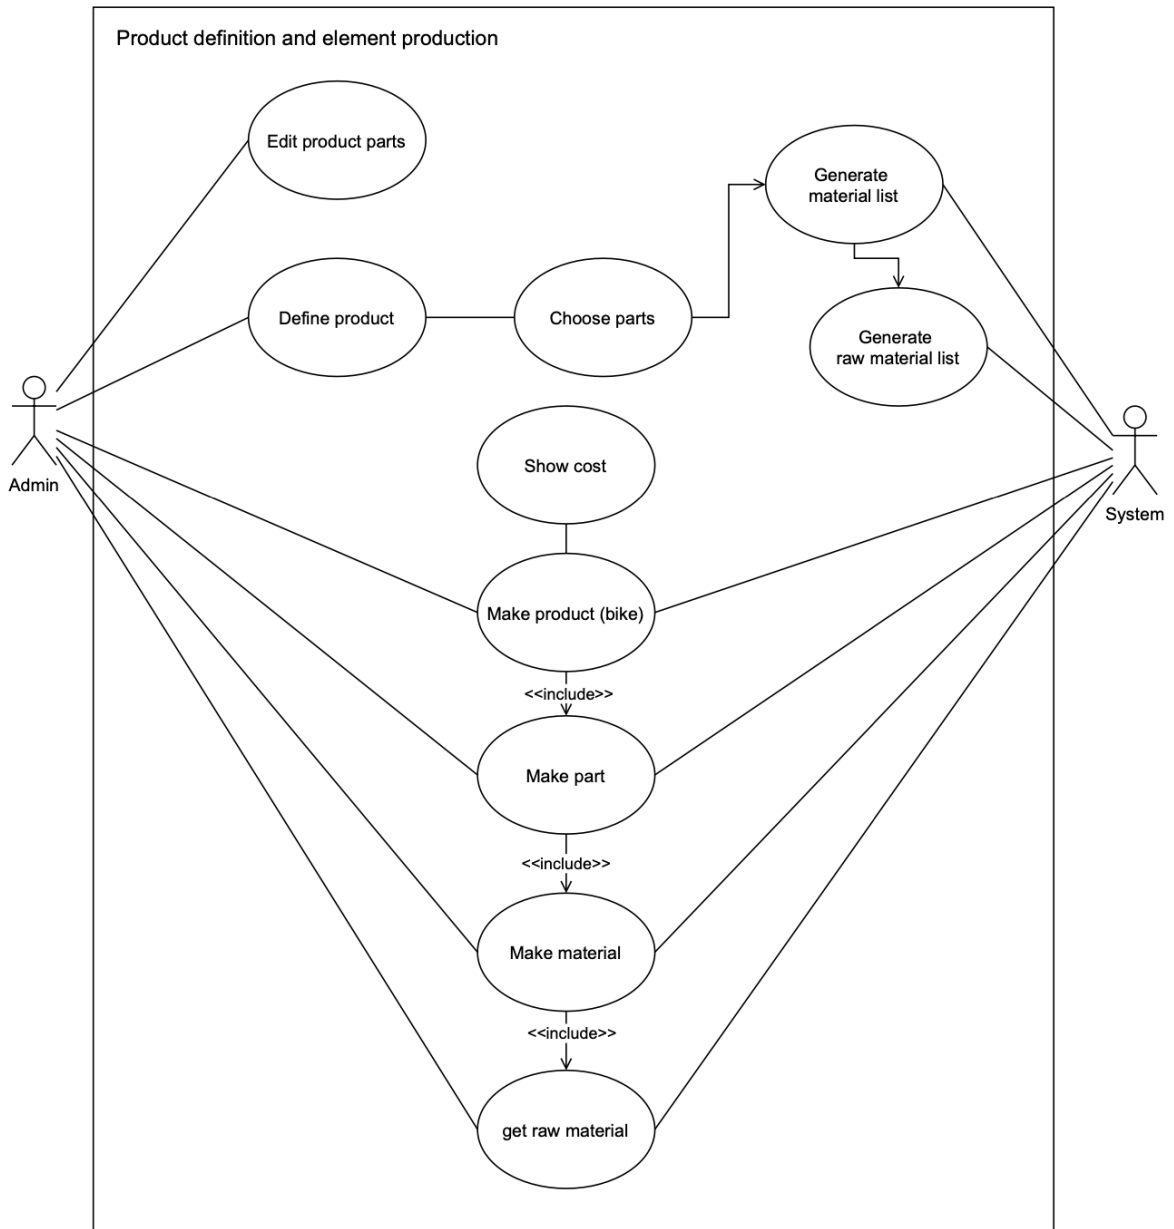 Product definition and element production
Edit product parts
Generate
material list
Define product
Choose parts
Generate
raw material list
Admin
Show cost
System
Make product (bike)
<<include>>
Make part
<<include>>
Make material
<<include>>
get raw material